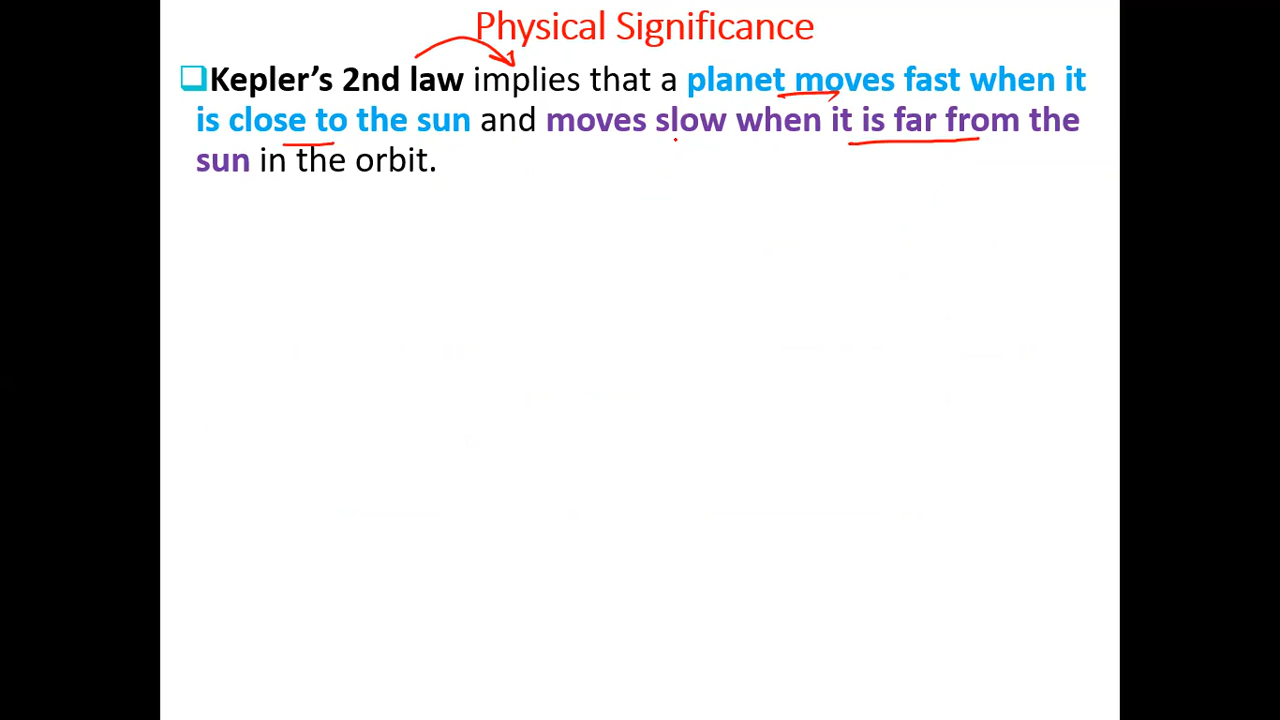 Physical Significance
❑Kepler’s 2nd law implies that a planet moves fast when it
is close to the sun and moves slow when it is far from the
sun in the orbit.